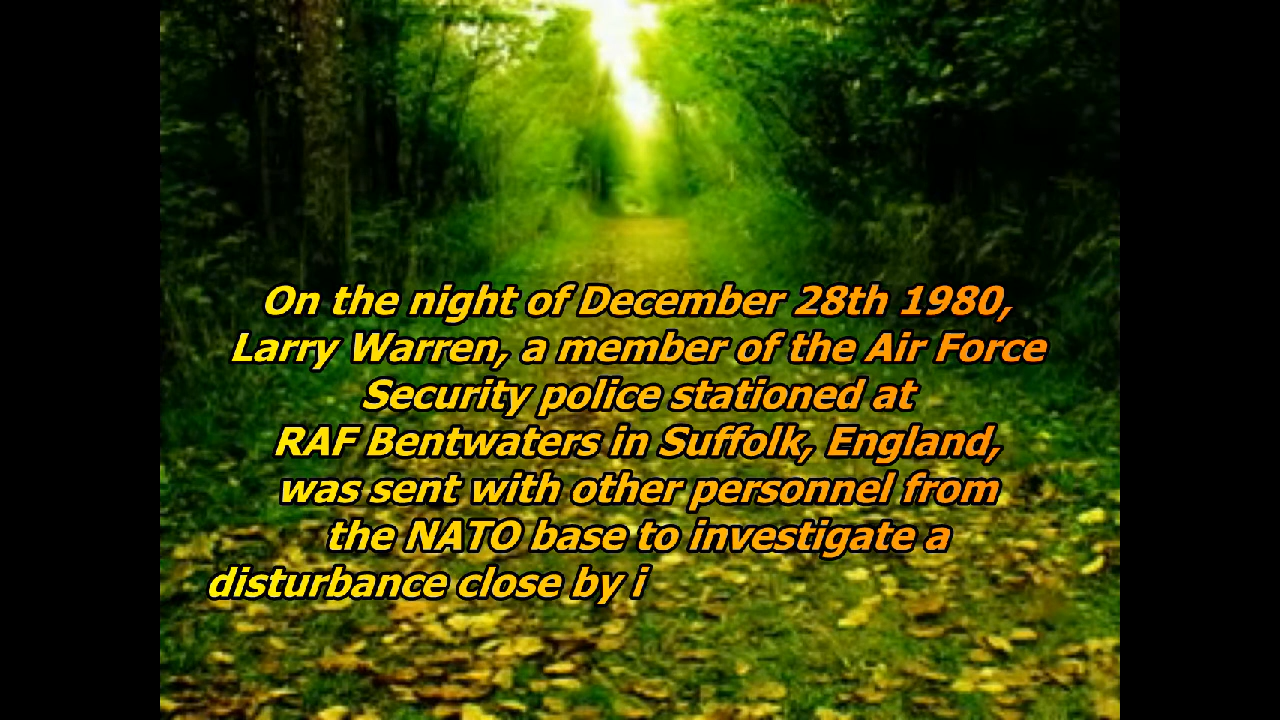 On the night of December 28th 1980,
Larry Warren, a member of the Air Force
Security police stationed at
RAF Bentwaters in Suffolk, England,
was sent with other personnel from
the NATO base to investigate a
disturbance close by i